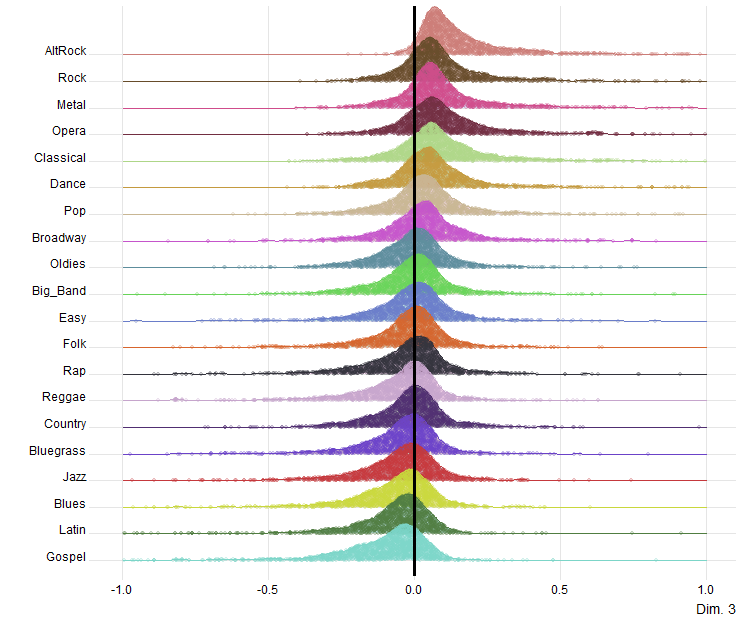 AltRock
Rock
Metal
Opera
Classical
Dance
Pop
Broadway
Oldies
Big_Band
Easy
Folk
Rap
Reggae
Country
Bluegrass
Jazz
Blues
Latin
Gospel
-1.0 -0.5 0.0 0.5 1.0
Dim. 3